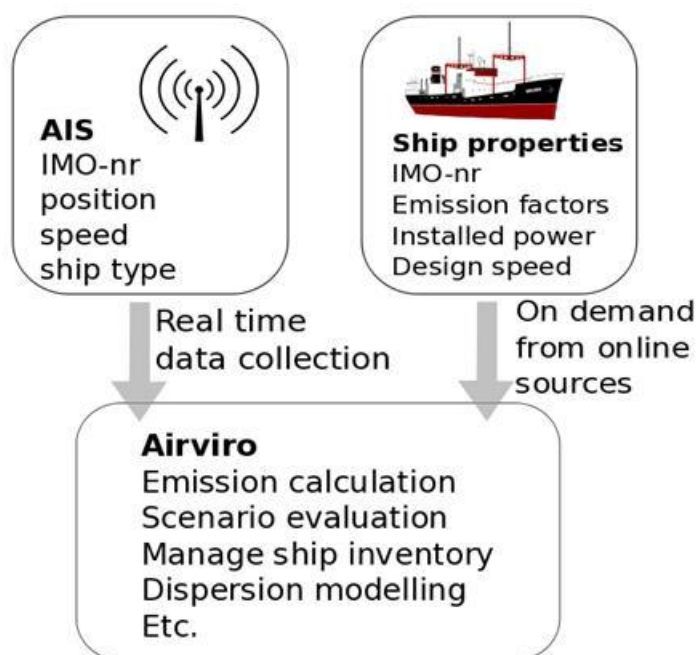 AIS
IMO-nr
position
speed
ship type
Ship properties
IMO-nr
Emission factors
Installed power
Design speed
Real time
data collection
On demand
from online
sources
Airviro
Emission calculation
Scenario evaluation
Manage ship inventory
Dispersion modelling
Etc.